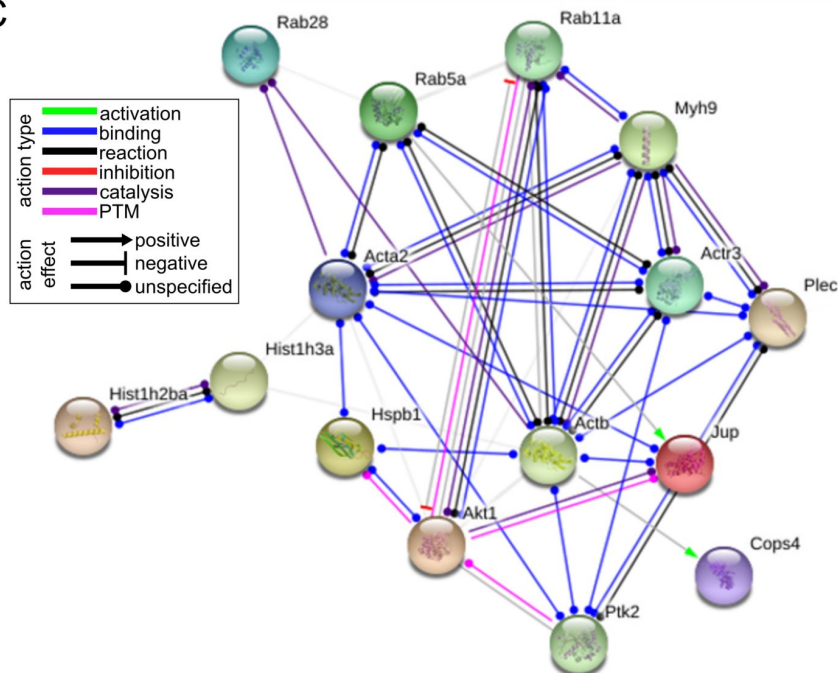 C
Rab28
Rab11a
Rab5a
Myh9
action type
activation
binding
reaction
inhibition
catalysis
PTM
action effect
positive
negative
unspecified
Acta2
Actr3
Plec
Hist1h3a
Hist1h2ba
Hspb1
Actb
Jup
Akt1
Cops4
Ptk2